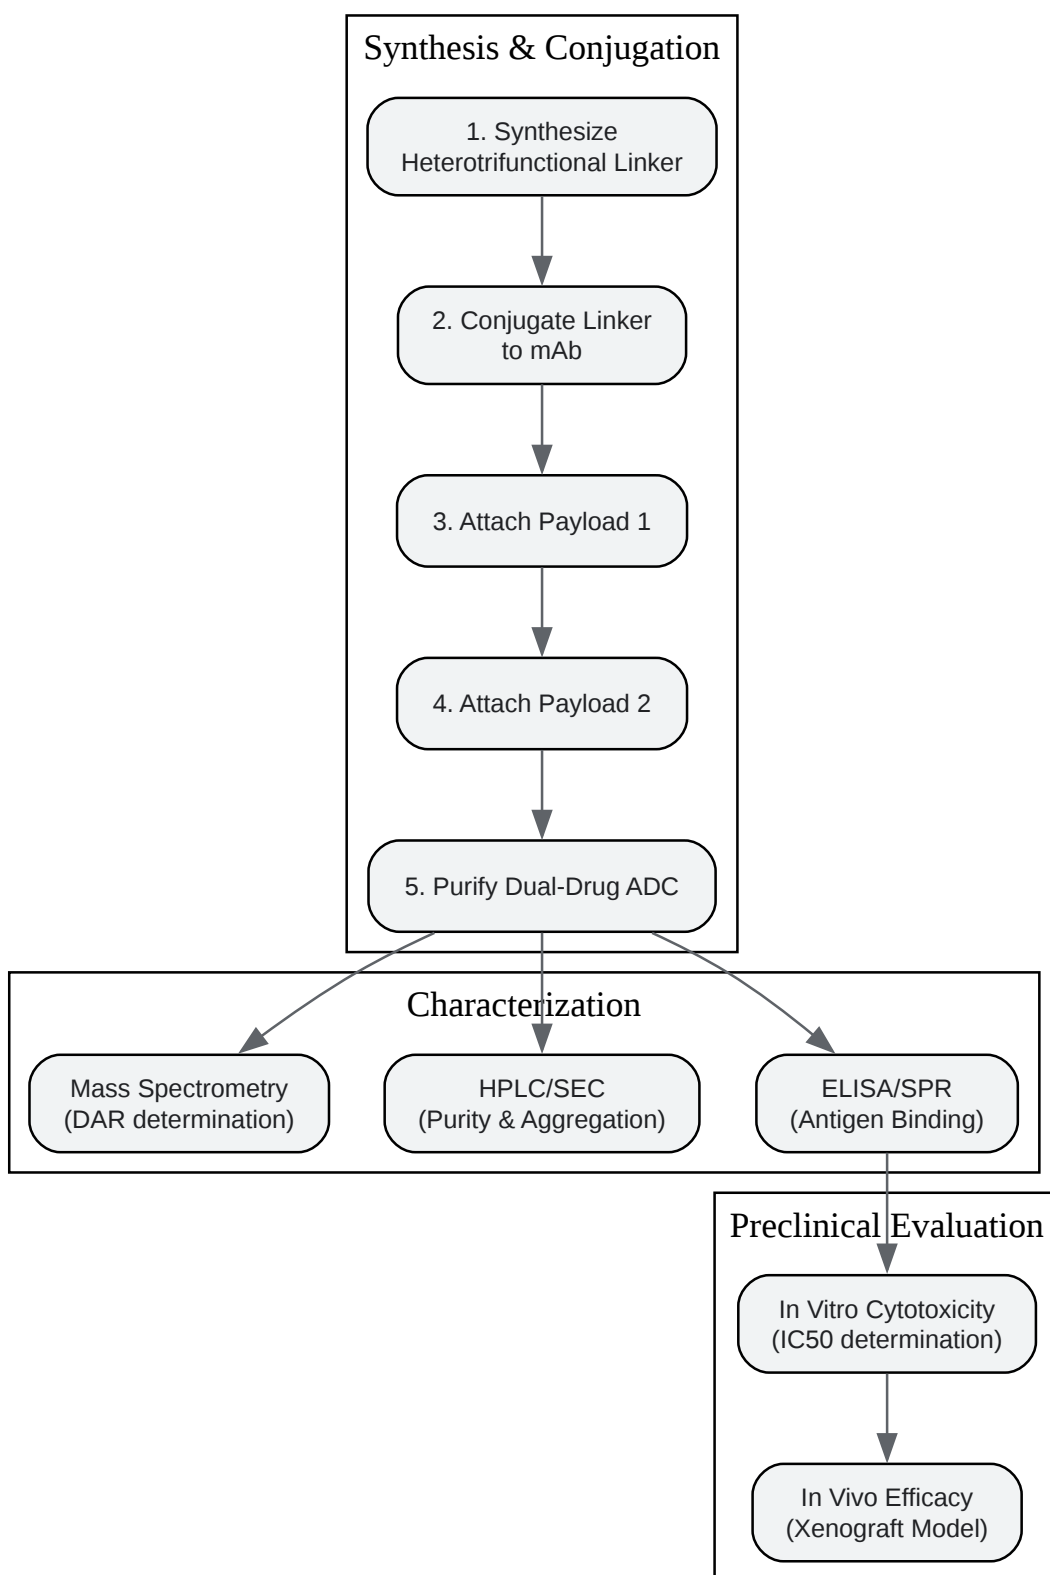 Synthesis & Conjugation
1. Synthesize
Heterotrifunctional Linker
2. Conjugate Linker
to mAb
3. Attach Payload 1
4. Attach Payload 2
5. Purify Dual-Drug ADC
Characterization
Mass Spectrometry
(DAR determination)
HPLC/SEC
(Purity & Aggregation)
ELISA/SPR
(Antigen Binding)
Preclinical Evaluation
In Vitro Cytotoxicity
(IC50 determination)
In Vivo Efficacy
(Xenograft Model)